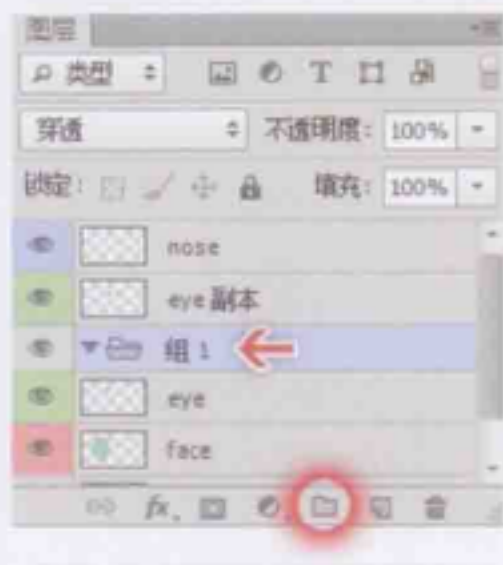 图层
类型 T
穿透 不透明度: 100%
锁定: 填充: 100%
nose
eye 副本
组 1
eye
face
fx.